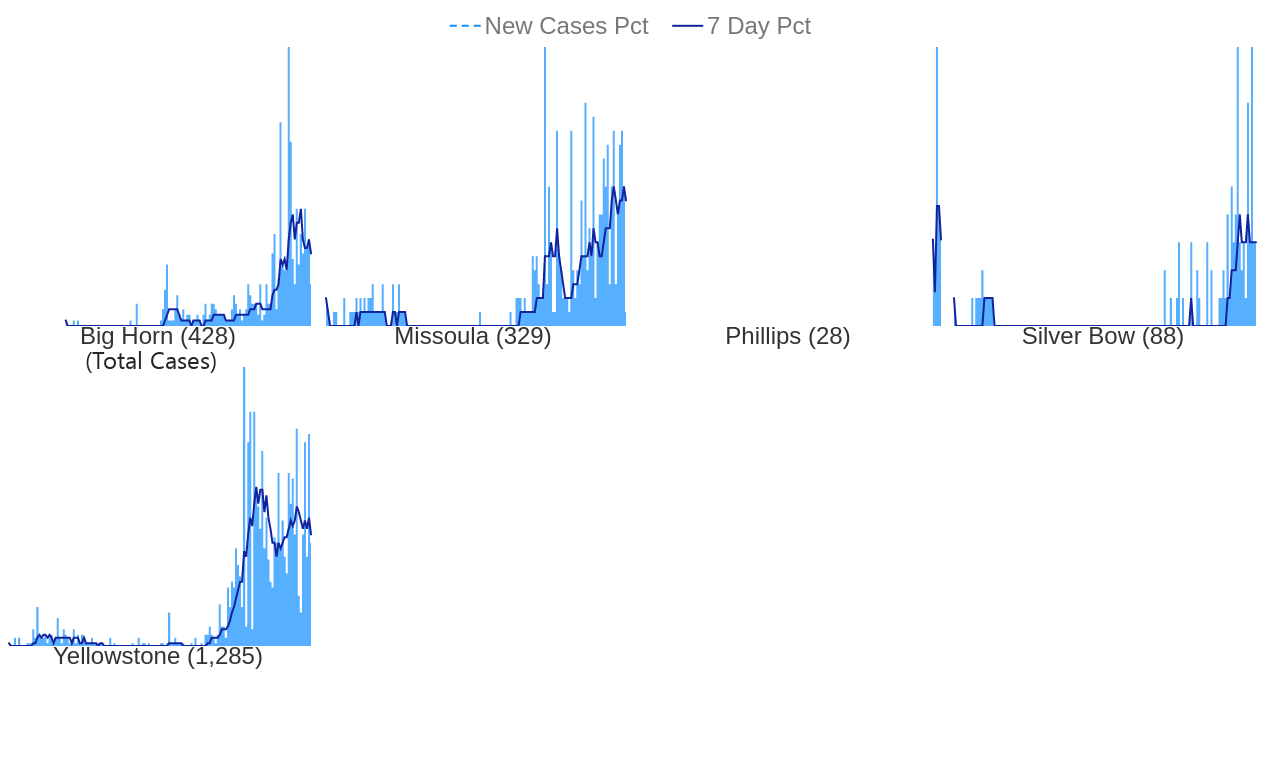 New Cases Pct 7 Day Pct
Big Horn (428) Missoula (329) Phillips (28) Silver Bow (88)
(Total Cases)
Yellowstone (1,285)